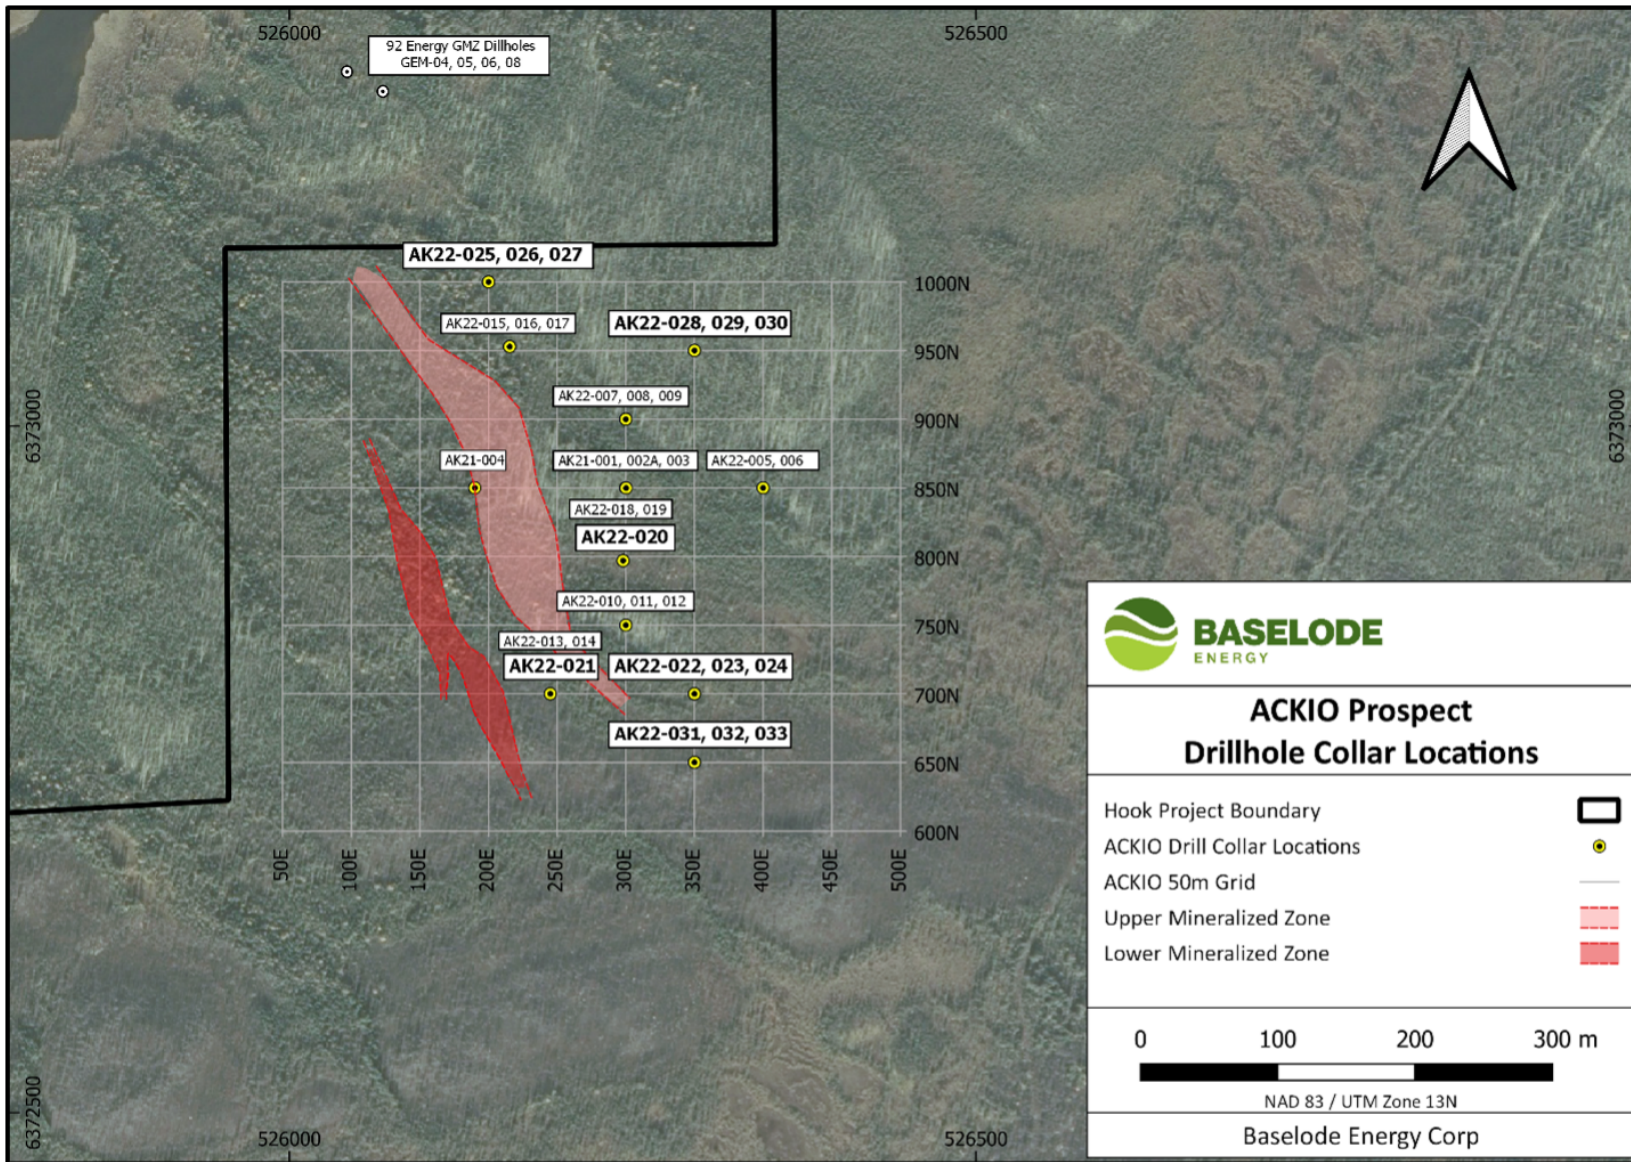 526000
526500
92 Energy GMZ Dillholes
GEM-04, 05, 06, 08
AK22-025, 026, 027
1000N
AK22-015, 016, 017
AK22-028, 029, 030
950N
AK22-007, 008, 009
900N
6373000
6373000
AK21-004
AK21-001, 002A, 003
AK22-005, 006
850N
AK22-018, 019
AK22-020
800N
AK22-010, 011, 012
750N
AK22-013, 014
AK22-021
AK22-022, 023, 024
700N
AK22-031, 032, 033
650N
600N
50E
100E
150E
200E
250E
300E
350E
400E
450E
500E
BASELODE
ENERGY
ACKIO Prospect
Drillhole Collar Locations
Hook Project Boundary
ACKIO Drill Collar Locations
ACKIO 50m Grid
Upper Mineralized Zone
Lower Mineralized Zone
0 100 200 300 m
NAD 83 / UTM Zone 13N
Baselode Energy Corp
6372500
526000
526500